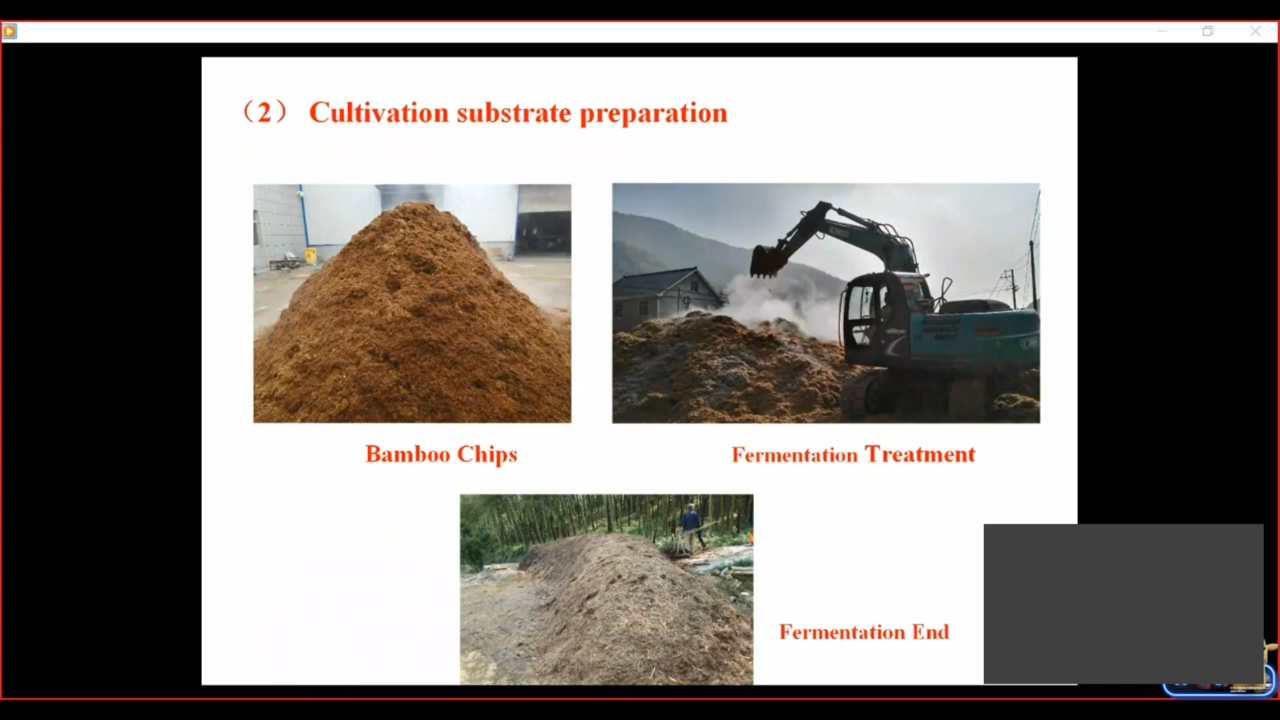 （2） Cultivation substrate preparation
Bamboo Chips
Fermentation Treatment
Fermentation End